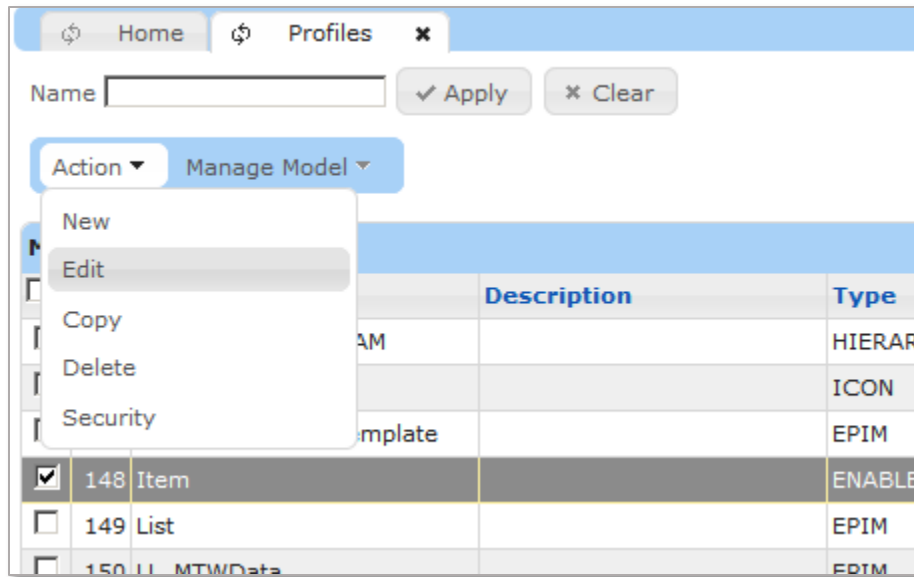 Home Profiles
Name Apply Clear
Action Manage Model
New
Edit
Description Type
Copy
AM HIERAR
Delete
ICON
Security
emplate EPIM
148 Item ENABLE
149 List EPIM